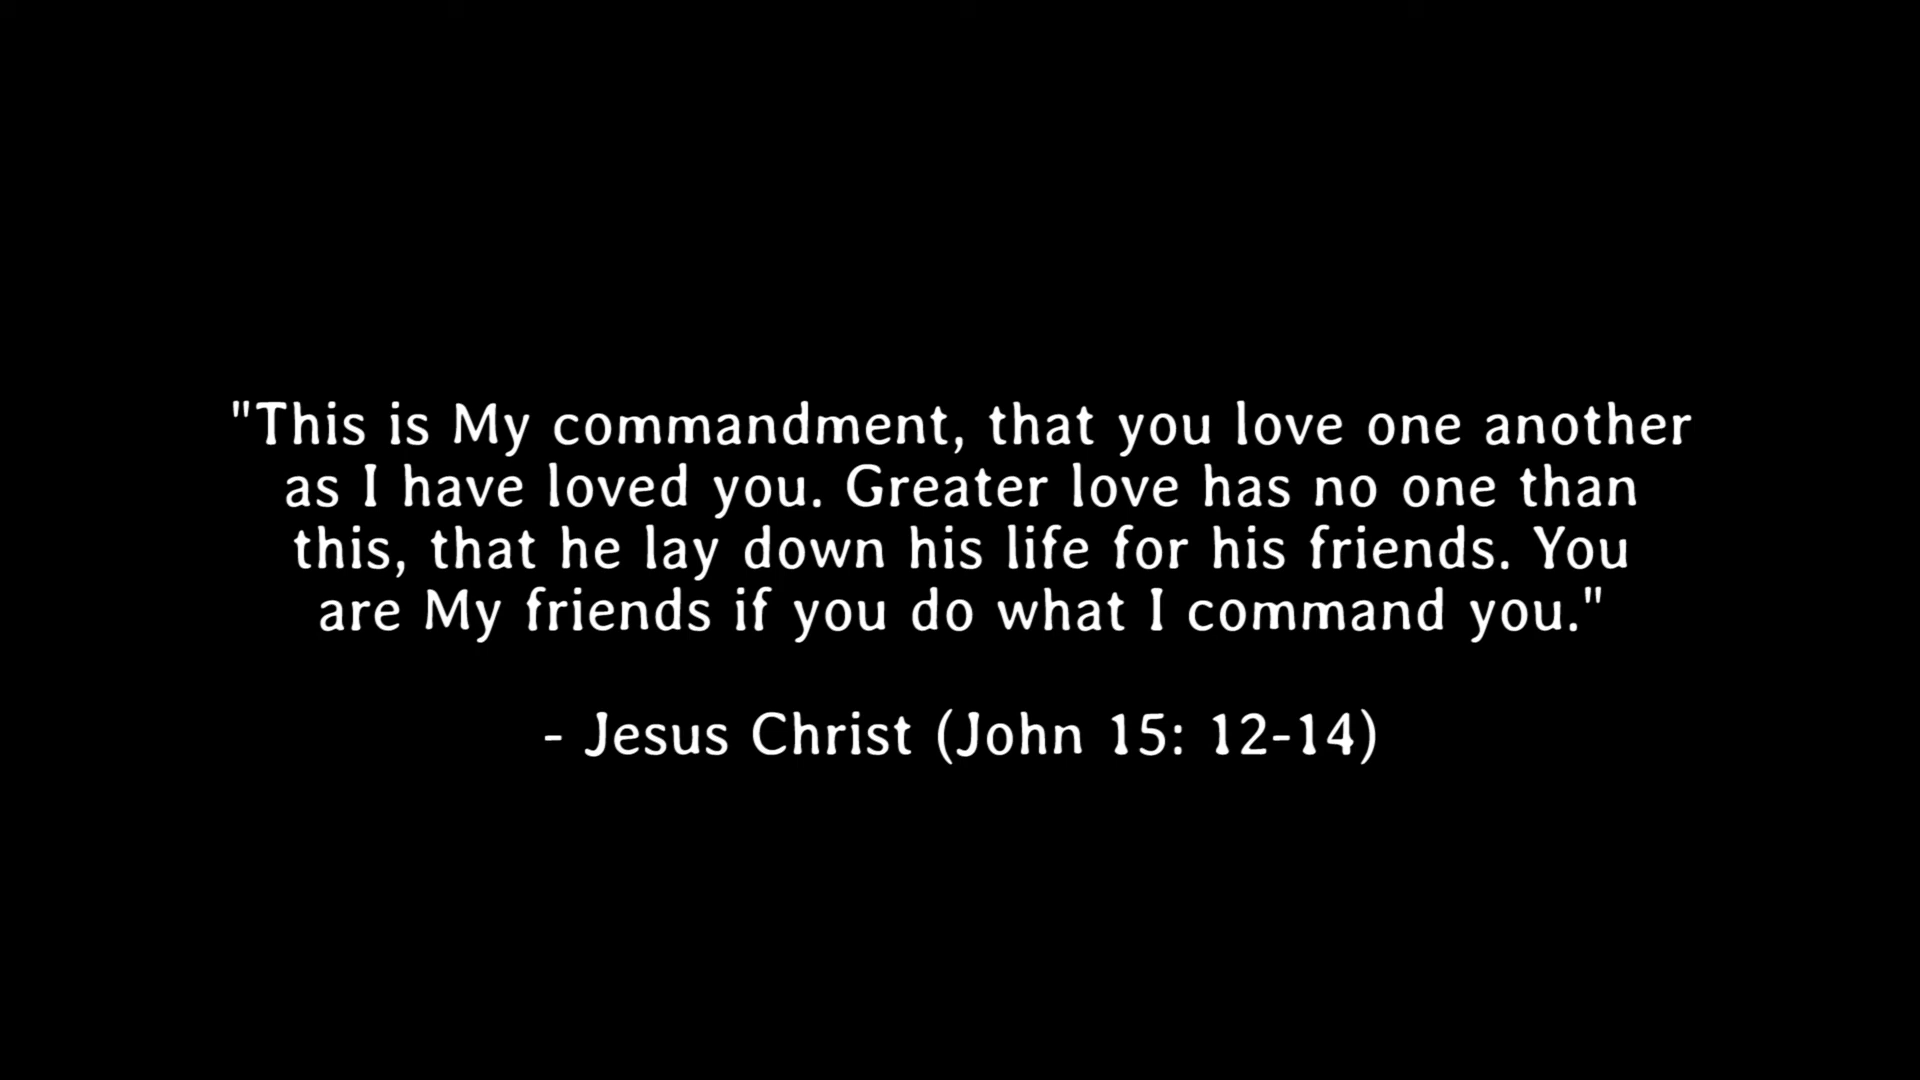 "This is My commandment, that you love one another
as I have loved you. Greater love has no one than
this, that he lay down his life for his friends. You
are My friends if you do what I command you."
- Jesus Christ (John 15: 12-14)